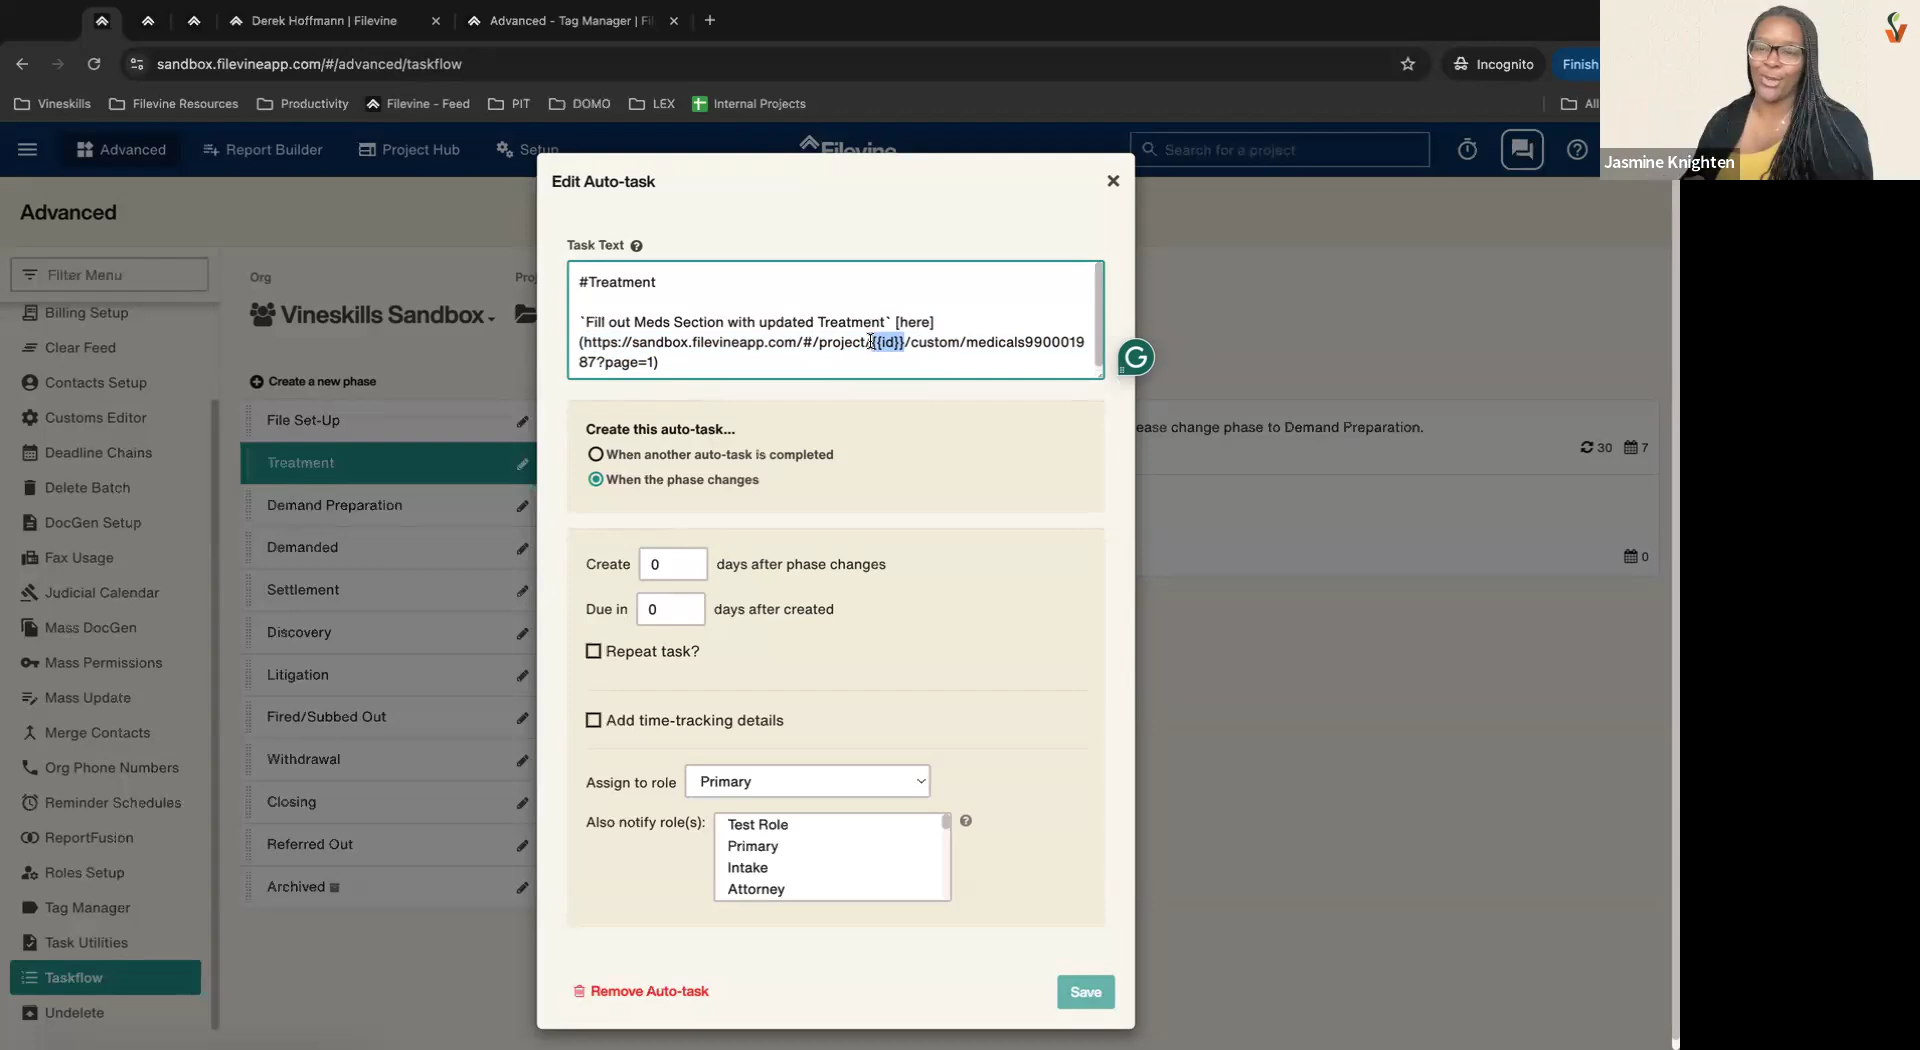 Derek Hoffmann | Filevine
Advanced - Tag Manager | Fil
sandbox.filevineapp.com/#/advanced/taskflow
Incognito
Finish
Vineskills
Filevine Resources
Productivity
Filevine - Feed
PIT
DOMO
LEX
Internal Projects
All
Advanced
Report Builder
Project Hub
Setup
Filevine
Search for a project
Jasmine Knighten
Advanced
Filter Menu
Billing Setup
Clear Feed
Contacts Setup
Customs Editor
Deadline Chains
Delete Batch
DocGen Setup
Fax Usage
Judicial Calendar
Mass DocGen
Mass Permissions
Mass Update
Merge Contacts
Org Phone Numbers
Reminder Schedules
ReportFusion
Roles Setup
Tag Manager
Task Utilities
Taskflow
Undelete
Org
Proj
Vineskills Sandbox
Create a new phase
File Set-Up
Treatment
Demand Preparation
Demanded
Settlement
Discovery
Litigation
Fired/Subbed Out
Withdrawal
Closing
Referred Out
Archived
Edit Auto-task
Task Text
#Treatment
`Fill out Meds Section with updated Treatment` [here]
(https://sandbox.filevineapp.com/#/project/{{id}}/custom/medicals9900019
87?page=1)
Create this auto-task...
When another auto-task is completed
When the phase changes
Create 0 days after phase changes
Due in 0 days after created
Repeat task?
Add time-tracking details
Assign to role Primary
Also notify role(s):
Test Role
Primary
Intake
Attorney
Remove Auto-task
Save
ease change phase to Demand Preparation.
30 7
0